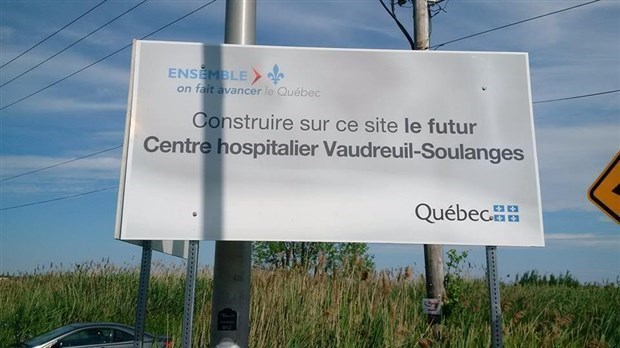 ENSEMBLE
on fait avancer le Québec
Construire sur ce site le futur
Centre hospitalier Vaudreuil-Soulanges
Québec